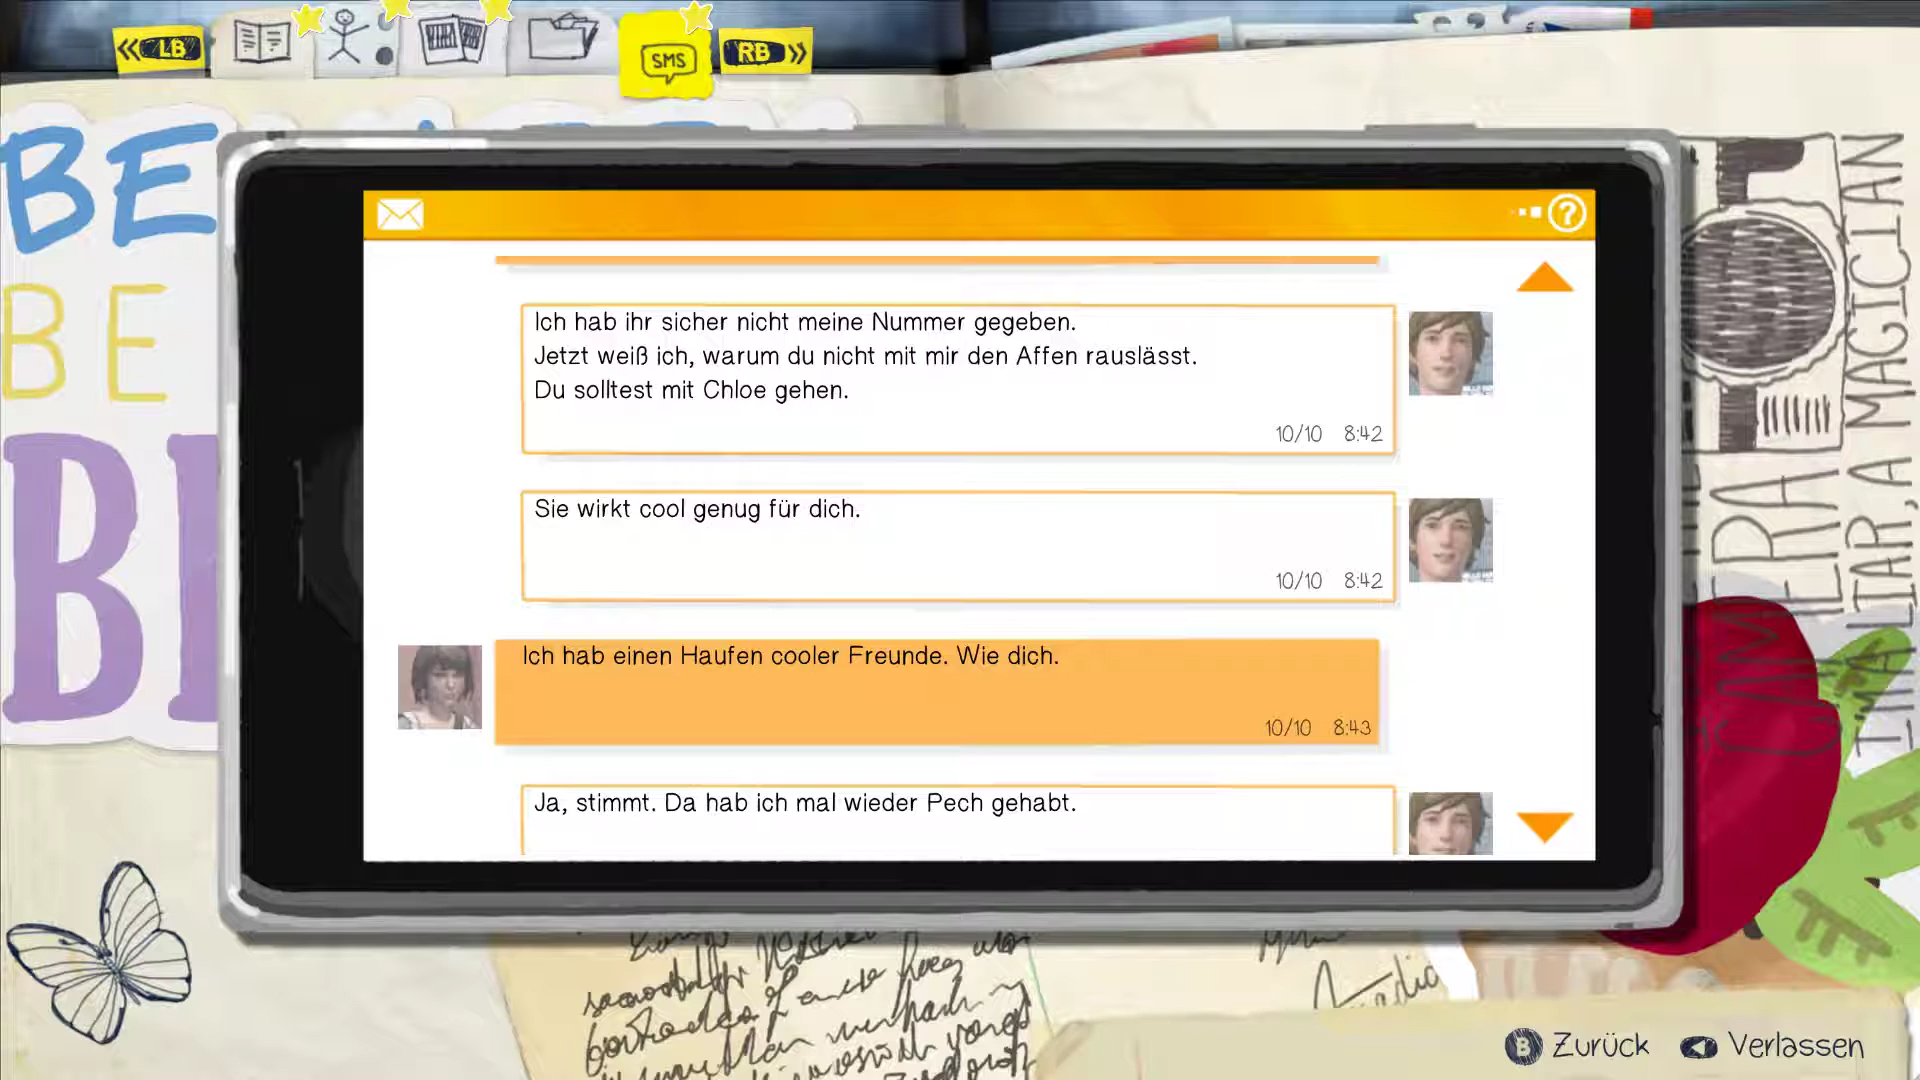 LB
SMS
RB
BE
BE
Ich hab ihr sicher nicht meine Nummer gegeben.
Jetzt weiß ich, warum du nicht mit mir den Affen rauslässt.
Du solltest mit Chloe gehen.
10/10 8:42
Sie wirkt cool genug für dich.
10/10 8:42
Ich hab einen Haufen cooler Freunde. Wie dich.
10/10 8:43
Ja, stimmt. Da hab ich mal wieder Pech gehabt.
LIAR, A MAGICIAN
B Zurück
Verlassen